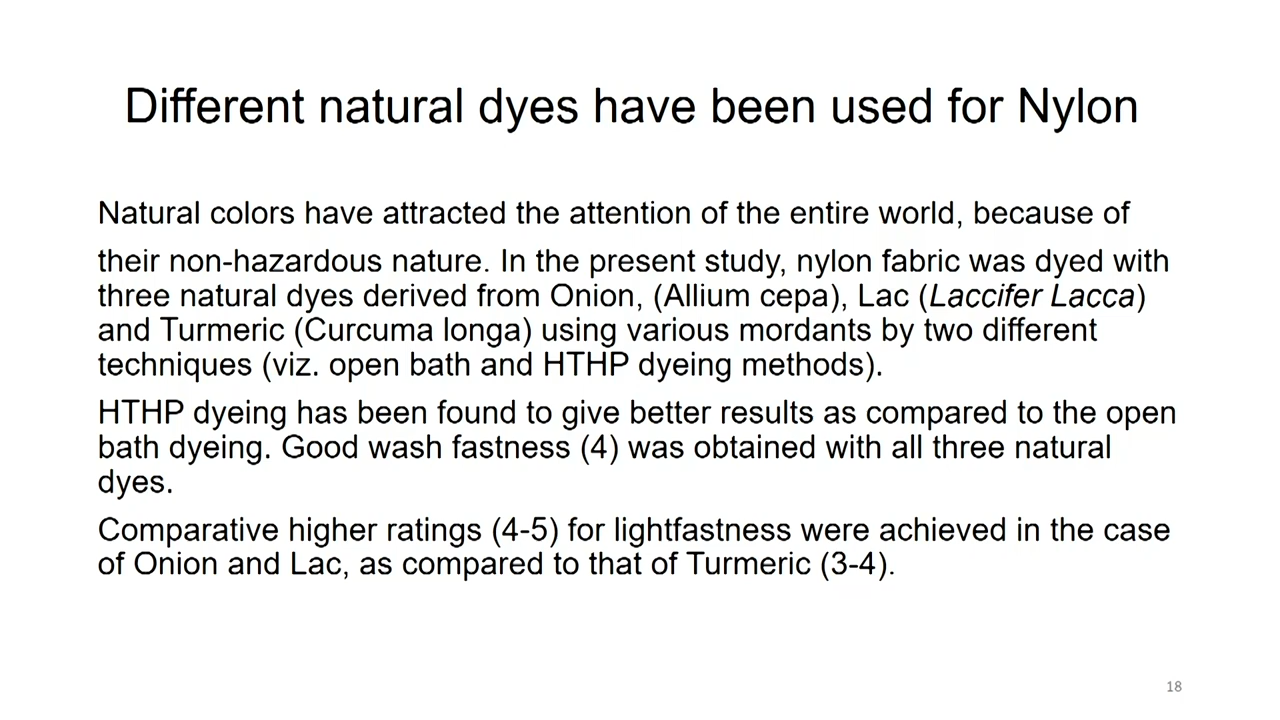 Different natural dyes have been used for Nylon
Natural colors have attracted the attention of the entire world, because of
their non-hazardous nature. In the present study, nylon fabric was dyed with
three natural dyes derived from Onion, (Allium cepa), Lac (Laccifer Lacca)
and Turmeric (Curcuma longa) using various mordants by two different
techniques (viz. open bath and HTHP dyeing methods).
HTHP dyeing has been found to give better results as compared to the open
bath dyeing. Good wash fastness (4) was obtained with all three natural
dyes.
Comparative higher ratings (4-5) for lightfastness were achieved in the case
of Onion and Lac, as compared to that of Turmeric (3-4).
18